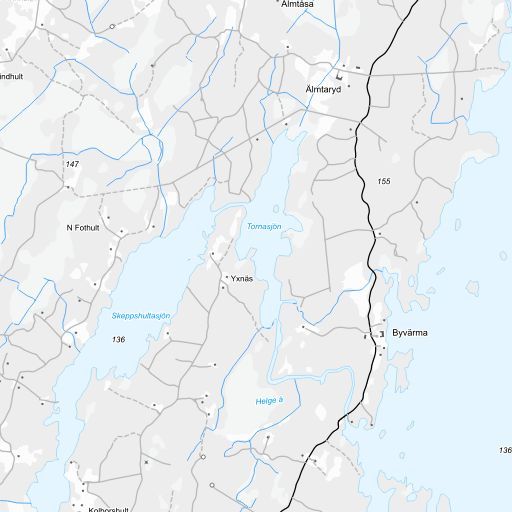 Älmtåsa
indhult
Älmtaryd
147
155
N Fothult
Tornasjön
Yxnäs
Skeppshultasjön
136
Byvärma
Helge å
136
Kolborshult